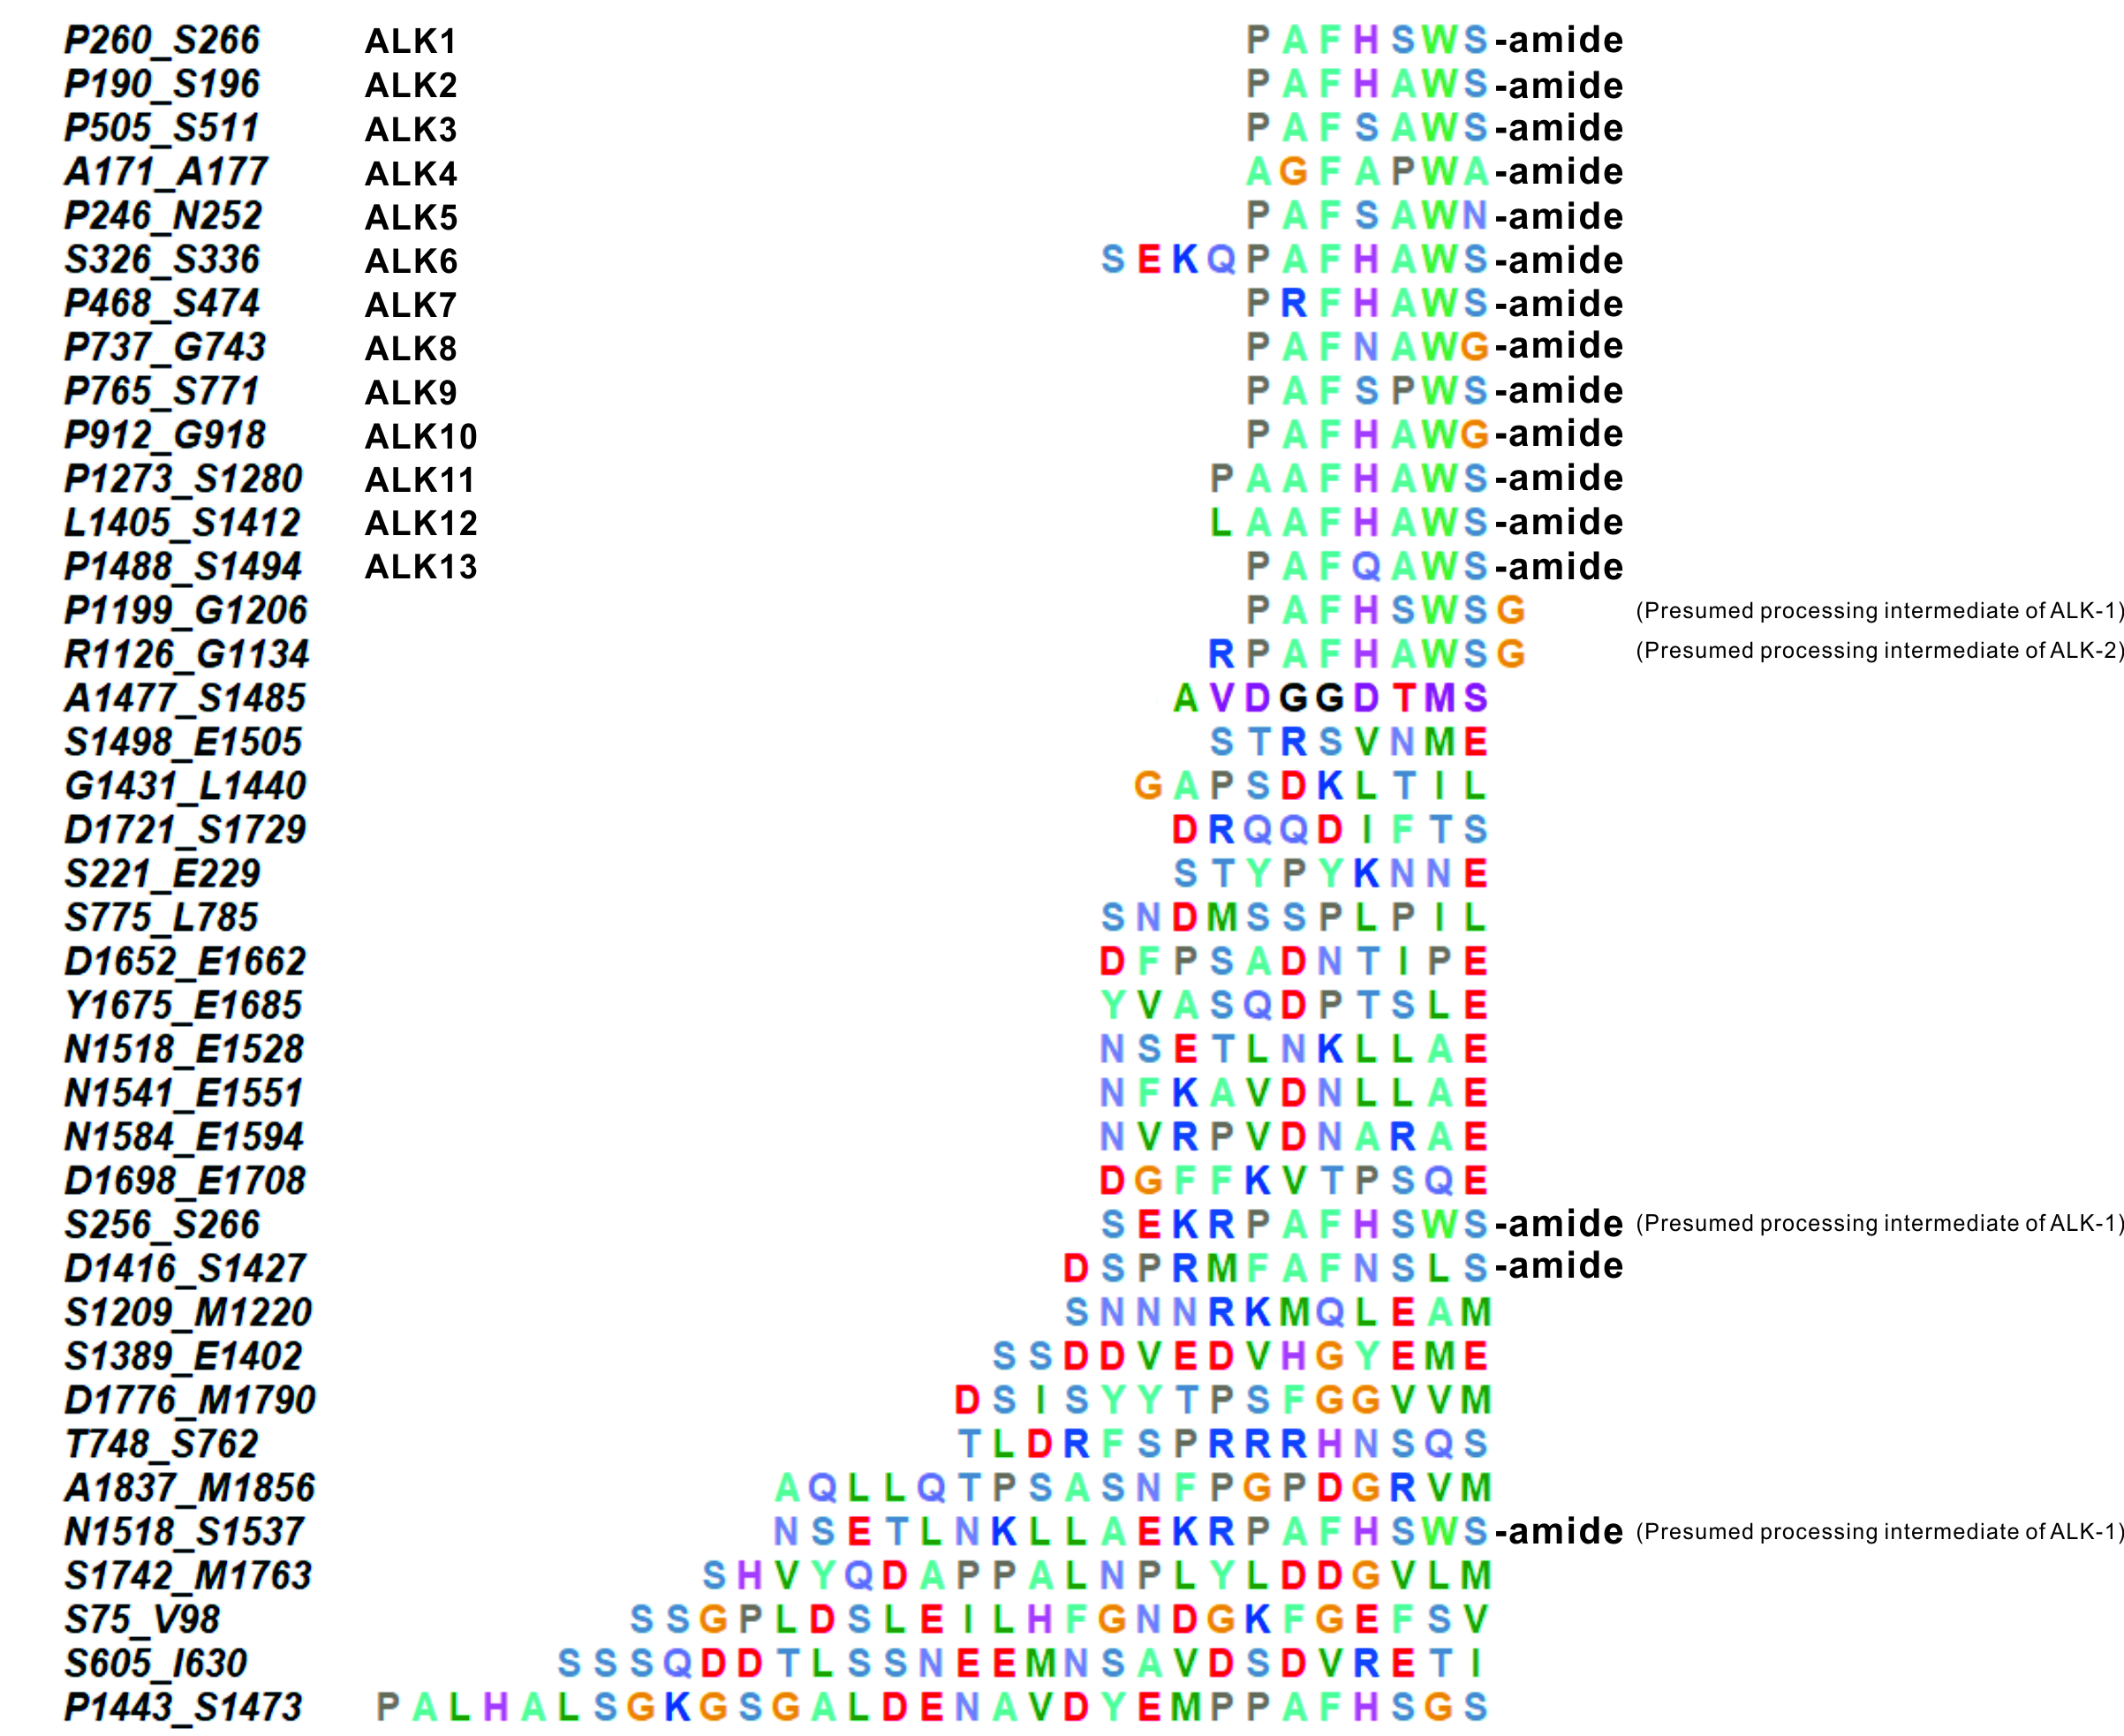 P260_S266 ALK1 PAFHSWS-amide
P190_S196 ALK2 PAFHAWS-amide
P505_S511 ALK3 PAFSAWS-amide
A171_A177 ALK4 AGFAPWA-amide
P246_N252 ALK5 PAFSAWN-amide
S326_S336 ALK6 SEKQPAFHAWS-amide
P468_S474 ALK7 PRFHAWS-amide
P737_G743 ALK8 PAFNAWG-amide
P765_S771 ALK9 PAFSPWS-amide
P912_G918 ALK10 PAFHAWG-amide
P1273_S1280 ALK11 PAAFHAWS-amide
L1405_S1412 ALK12 LAAFHAWS-amide
P1488_S1494 ALK13 PAFQAWS-amide
P1199_G1206 PAFHSWSG (Presumed processing intermediate of ALK-1)
R1126_G1134 RPAFHAWSG (Presumed processing intermediate of ALK-2)
A1477_S1485 AVDGGDTMS
S1498_E1505 STRSVNME
G1431_L1440 GAPSDKLTIL
D1721_S1729 DRQQDIFTS
S221_E229 STYPYKNNE
S775_L785 SNDMSSPLPIL
D1652_E1662 DFPSADNTIPE
Y1675_E1685 YVASQDPTSLE
N1518_E1528 NSETLNKLLAE
N1541_E1551 NFKAVDNLLAE
N1584_E1594 NVRPVDNARAE
D1698_E1708 DGFFKVTPSQE
S256_S266 SEKRPAFHSWS-amide (Presumed processing intermediate of ALK-1)
D1416_S1427 DSPRMFAFNSLS-amide
S1209_M1220 SNNNRKMQLEAM
S1389_E1402 SSDDVEDVHGYEME
D1776_M1790 DSISYYTPSFGGVVM
T748_S762 TLDRFSPRRRHNSQS
A1837_M1856 AQLLQTPSASNFPGPDGRVM
N1518_S1537 NSETLNKLLAEKRPAFHSWS-amide (Presumed processing intermediate of ALK-1)
S1742_M1763 SHVYQDAPPALNPLYLDDGVLM
S75_V98 SSGPLDSLEILHFGNDGKFGEFSV
S605_I630 SSSQDDTLSSNEEMNSAVDSDVRETI
P1443_S1473 PALHALSGKGSGALDENAVDYEMPPAFHSGS